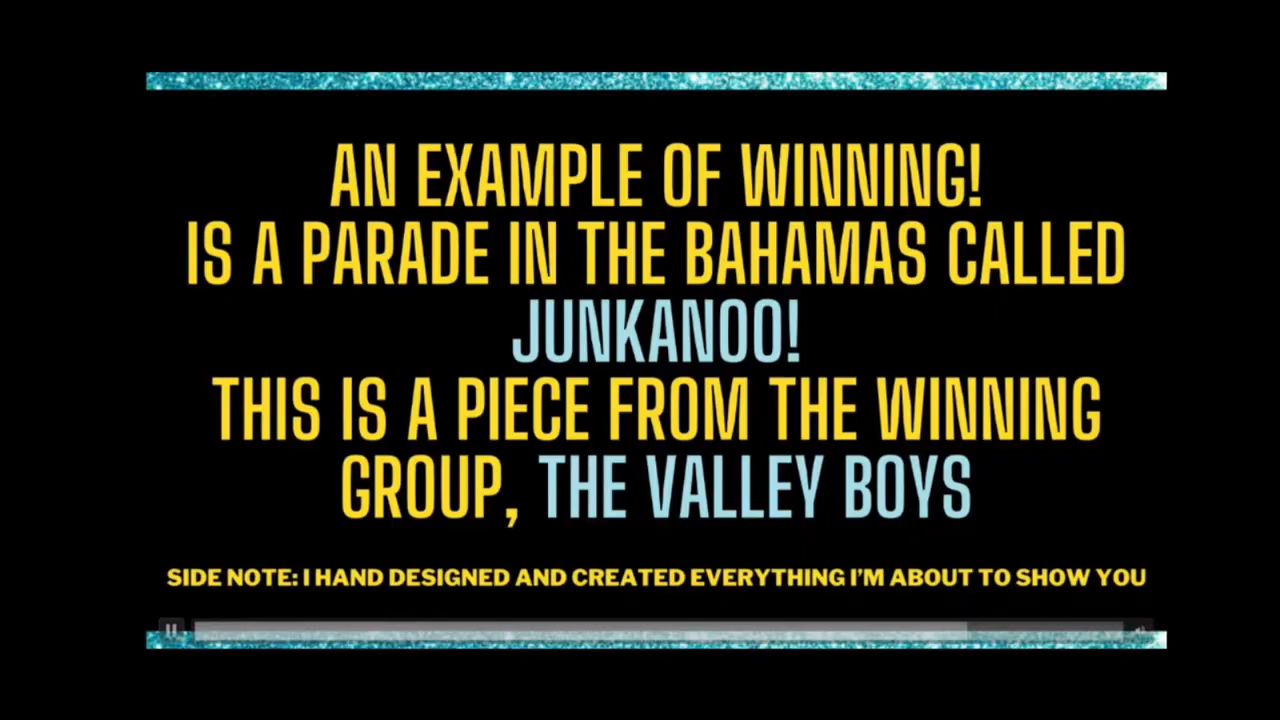 AN EXAMPLE OF WINNING!
IS A PARADE IN THE BAHAMAS CALLED
JUNKANOO!
THIS IS A PIECE FROM THE WINNING
GROUP, THE VALLEY BOYS
SIDE NOTE: I HAND DESIGNED AND CREATED EVERYTHING I'M ABOUT TO SHOW YOU